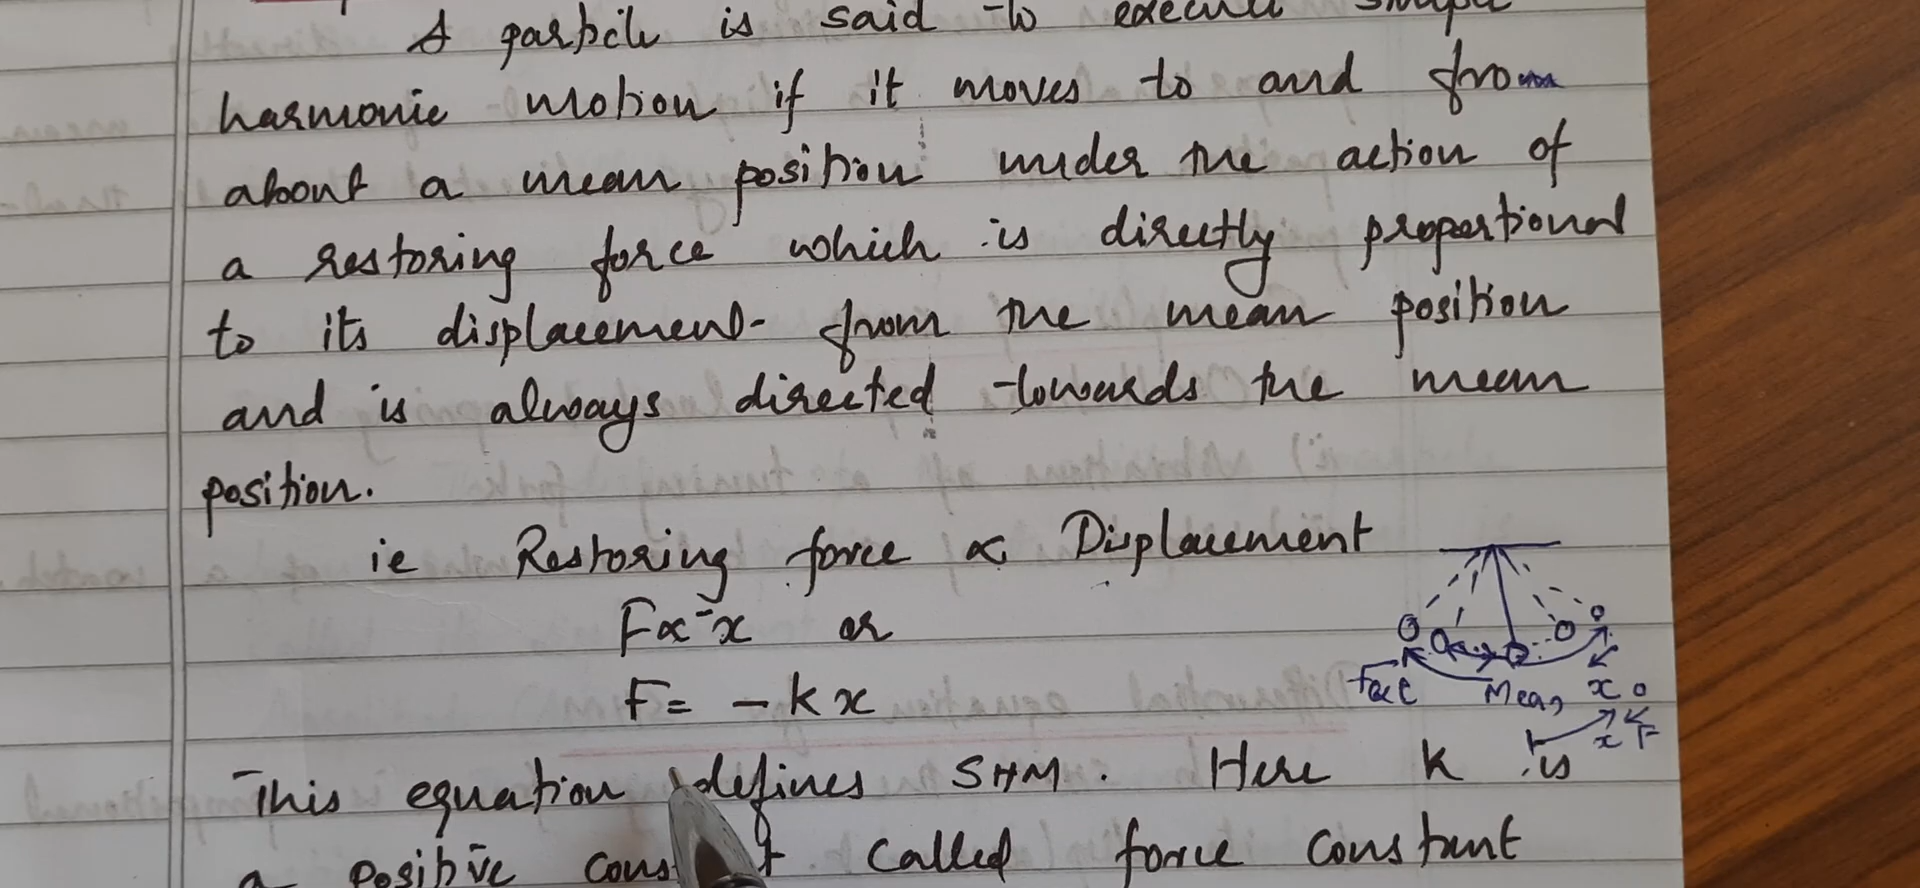 A particle is said to execute simple
harmonic motion if it moves to and from
about a mean position under the action of
a restoring force which is directly proportional
to its displacement from the mean position
and is always directed towards the mean
position.
ie Restoring force ∝ Displacement
F∝ -x or
F = - kx
Mean x
x F
This equation defines SHM. Here k is
a positive called force constant